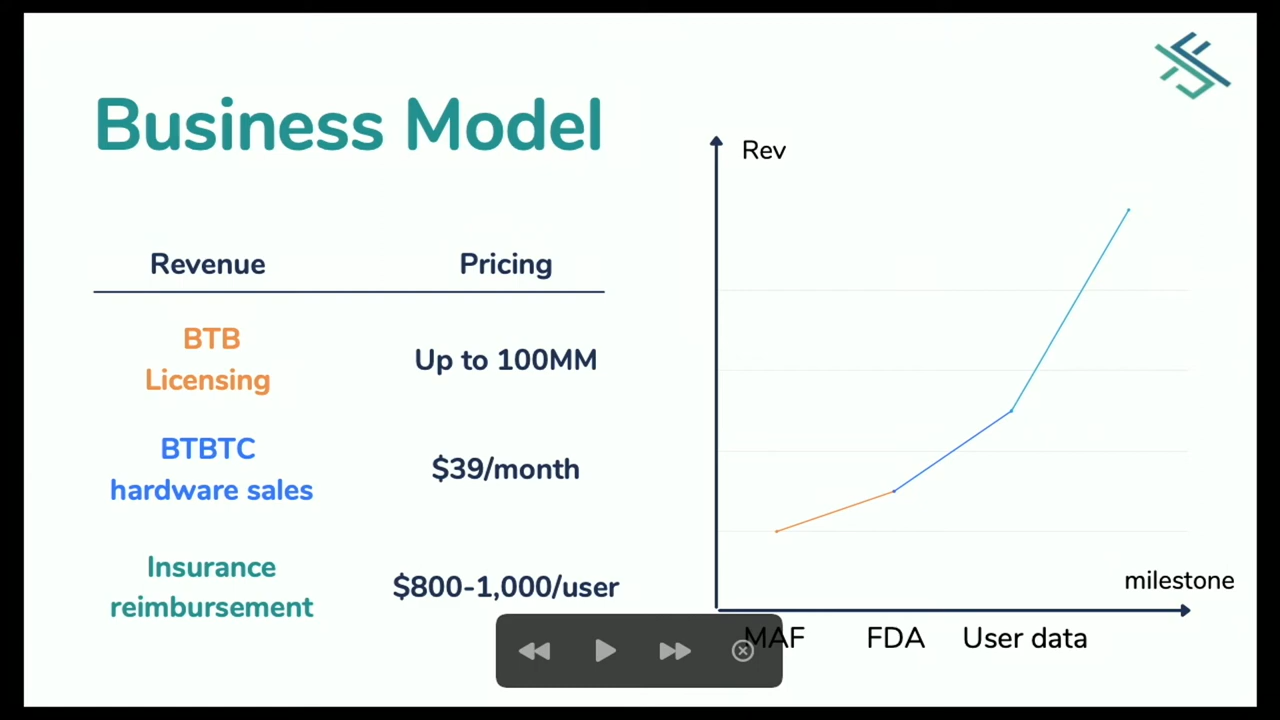 Business Model
Rev
Revenue
Pricing
BTB
Licensing
Up to 100MM
BTBTC
hardware sales
$39/month
Insurance
reimbursement
$800-1,000/user
milestone
MAF
FDA
User data